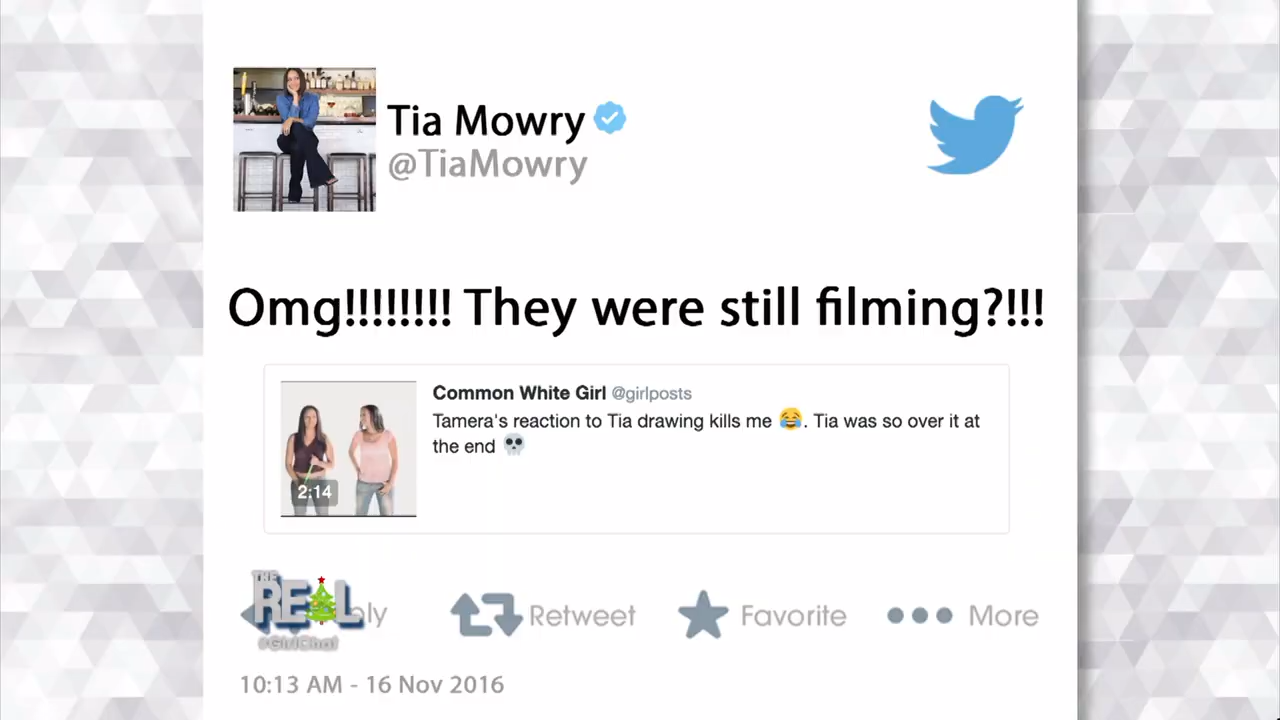 Tia Mowry
@TiaMowry
Omg!!!!!!!! They were still filming?!!!
Common White Girl @girlposts
Tamera's reaction to Tia drawing kills me 😂. Tia was so over it at
the end 💀
2:14
THE
REAL
#GirlChat
Retweet
Favorite
More
10:13 AM - 16 Nov 2016